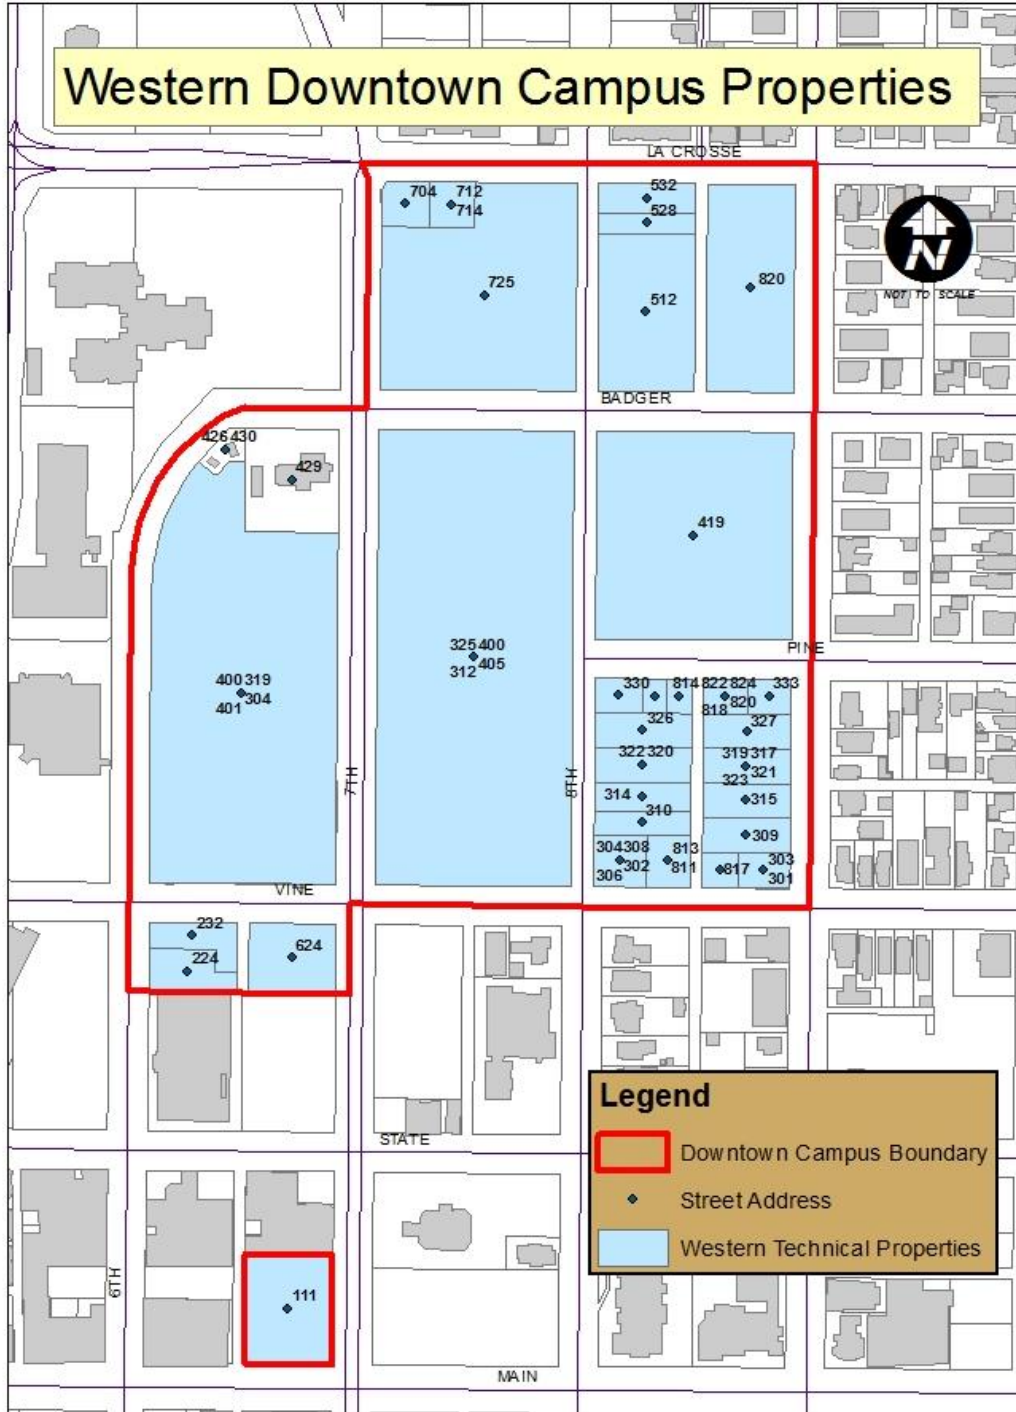 Western Downtown Campus Properties
LA CROSSE
704
712
714
532
528
725
512
820
N
NOT TO SCALE
BADGER
426 430
429
419
325 400
312 405
400 319
401 304
PINE
330 814 822 824 333
818 820
326 327
322 320 319 317
321
323
314 315
310
309
304 308 813 303
306 302 811 817 301
7TH
8TH
VINE
232
224
624
Legend
Downtown Campus Boundary
Street Address
Western Technical Properties
STATE
6TH
111
MAIN